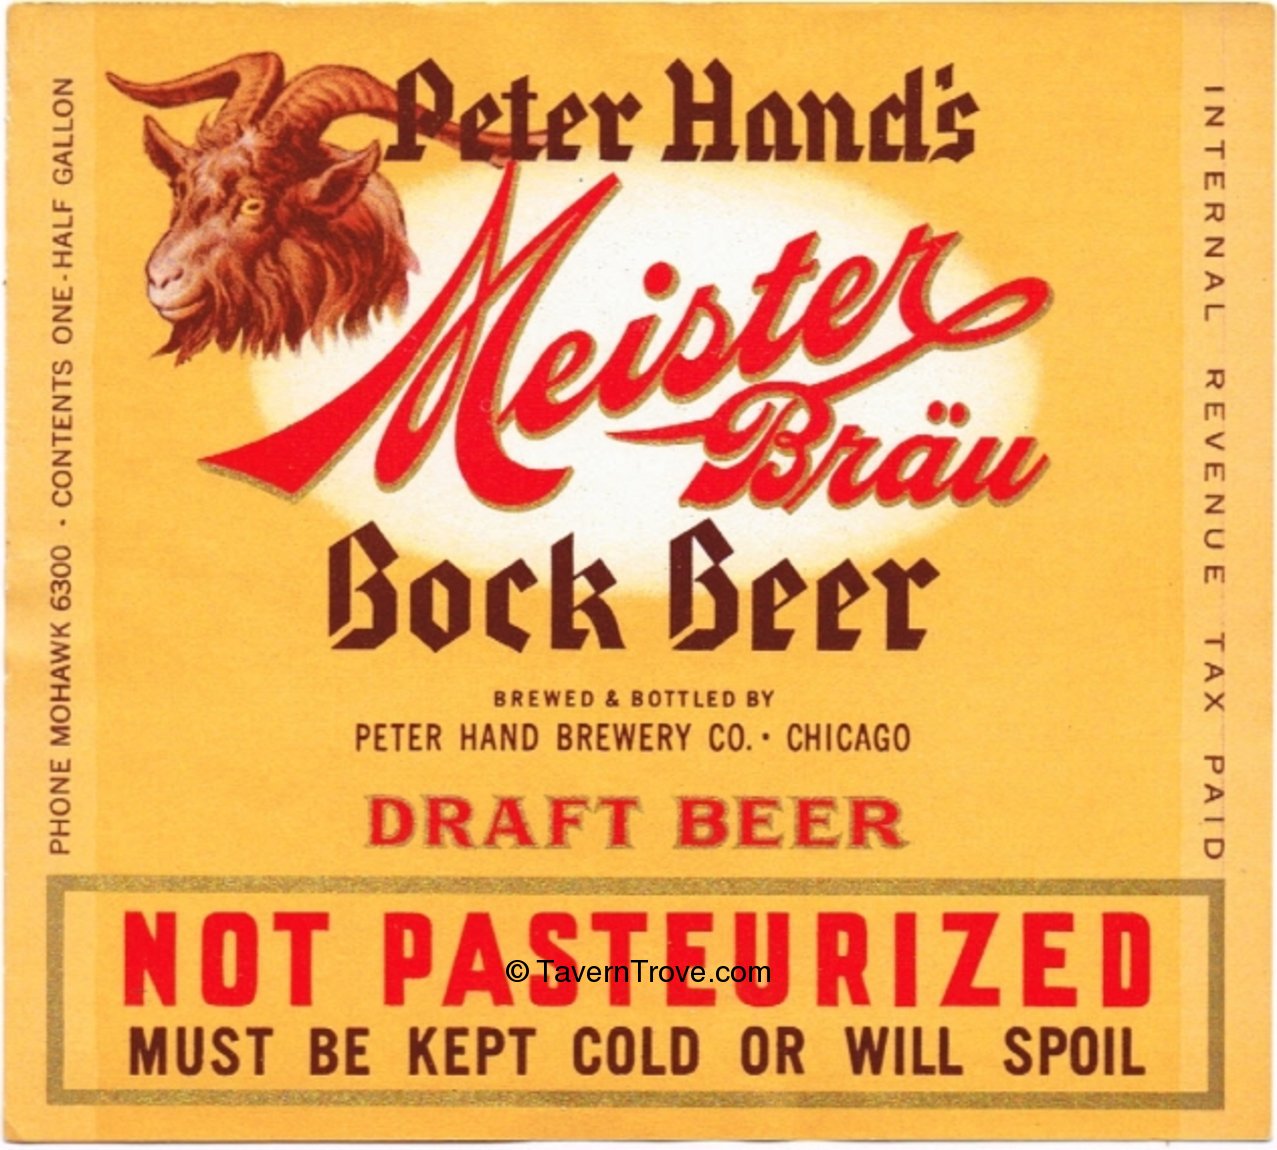 Peter Hand's
Meister
Bräu
Bock Beer
BREWED & BOTTLED BY
PETER HAND BREWERY CO. · CHICAGO
DRAFT BEER
NOT PASTEURIZED
© TavernTrove.com
MUST BE KEPT COLD OR WILL SPOIL
PHONE MOHAWK 6300 · CONTENTS ONE-HALF GALLON
INTERNAL REVENUE TAX PAID